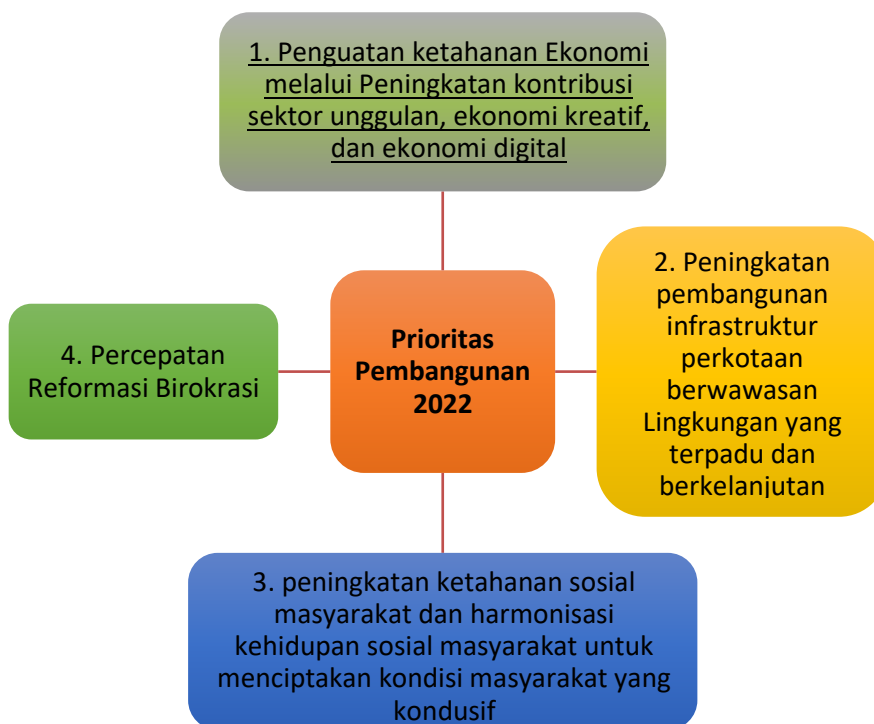 1. Penguatan ketahanan Ekonomi
melalui Peningkatan kontribusi
sektor unggulan, ekonomi kreatif,
dan ekonomi digital
2. Peningkatan
pembangunan
infrastruktur
perkotaan
berwawasan
Lingkungan yang
terpadu dan
berkelanjutan
Prioritas
Pembangunan
2022
4. Percepatan
Reformasi Birokrasi
3. peningkatan ketahanan sosial
masyarakat dan harmonisasi
kehidupan sosial masyarakat untuk
menciptakan kondisi masyarakat yang
kondusif